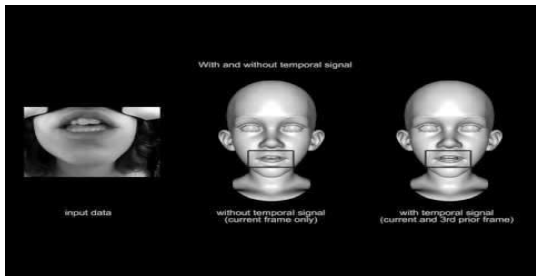 With and without temporal signal
input data
without temporal signal
(current frame only)
with temporal signal
(current and 3rd prior frame)